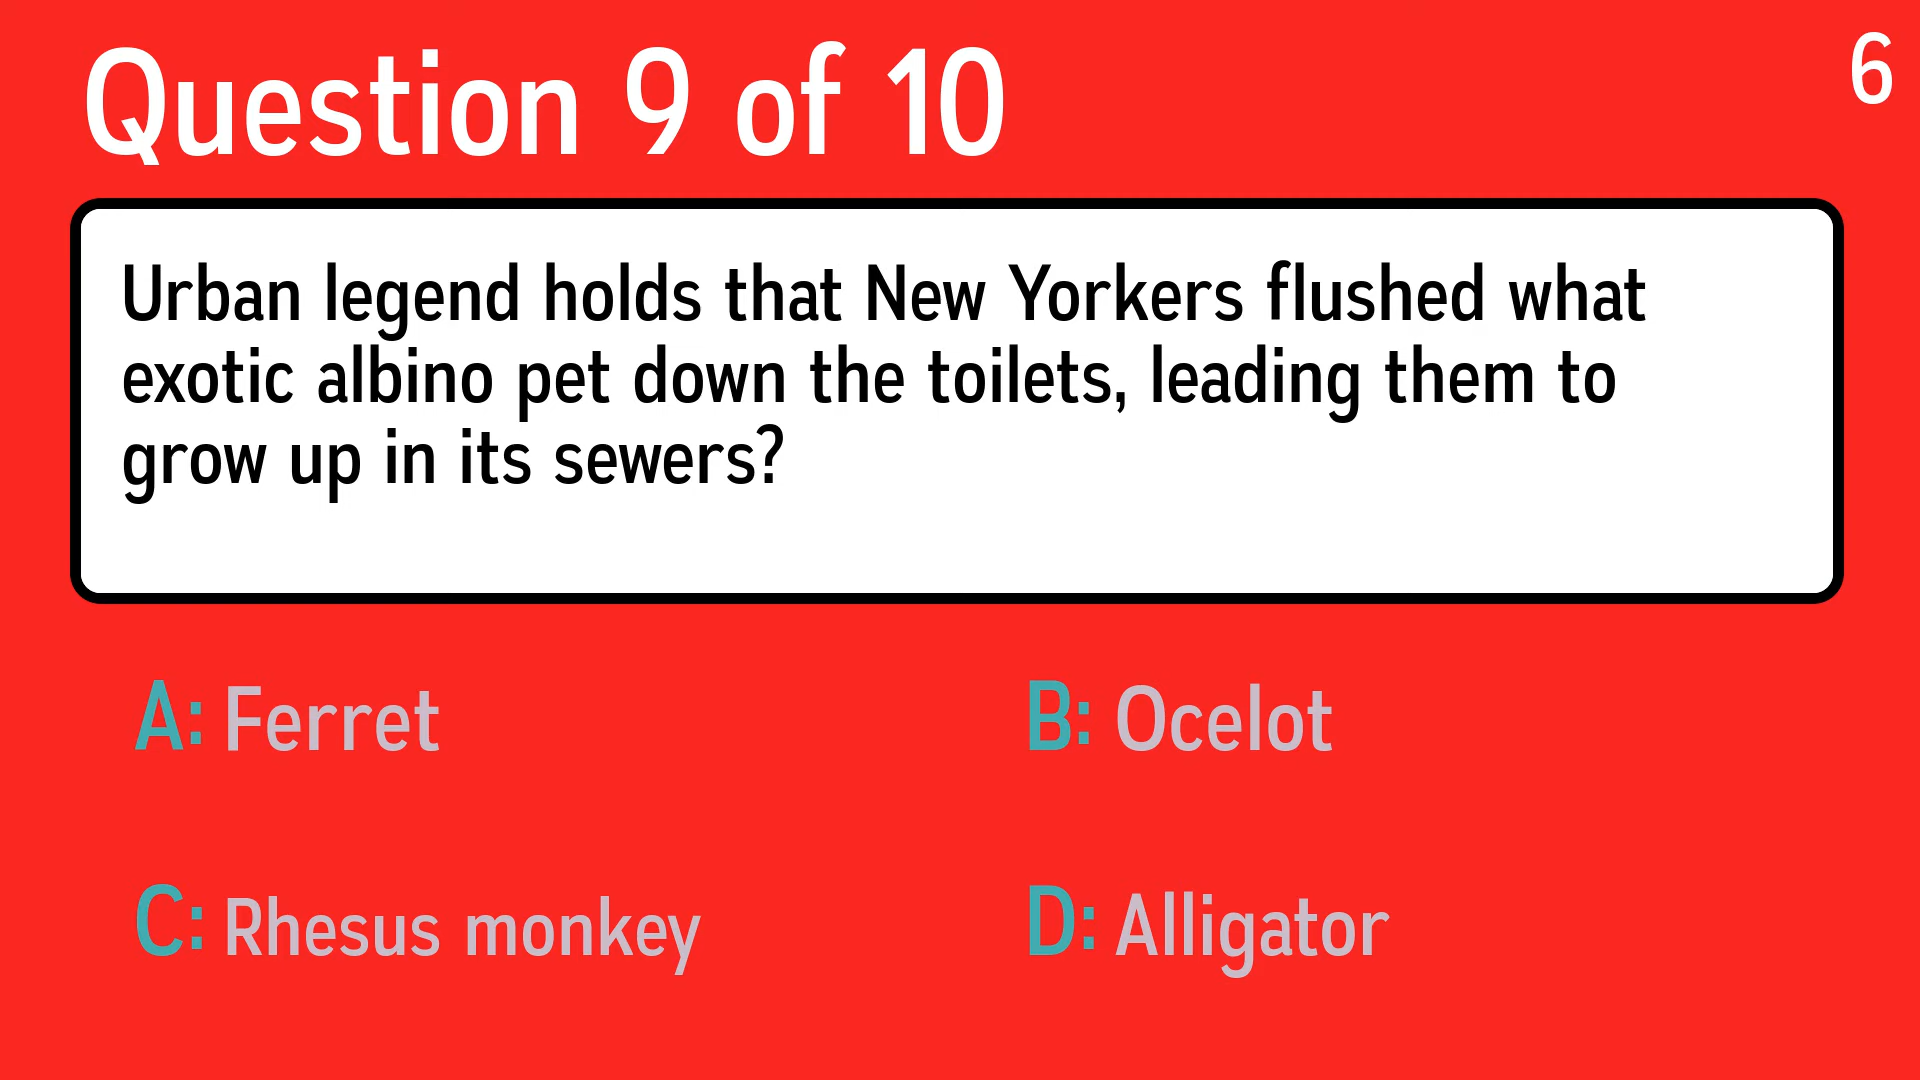 Question 9 of 10
6
Urban legend holds that New Yorkers flushed what
exotic albino pet down the toilets, leading them to
grow up in its sewers?
A: Ferret
B: Ocelot
C: Rhesus monkey
D: Alligator